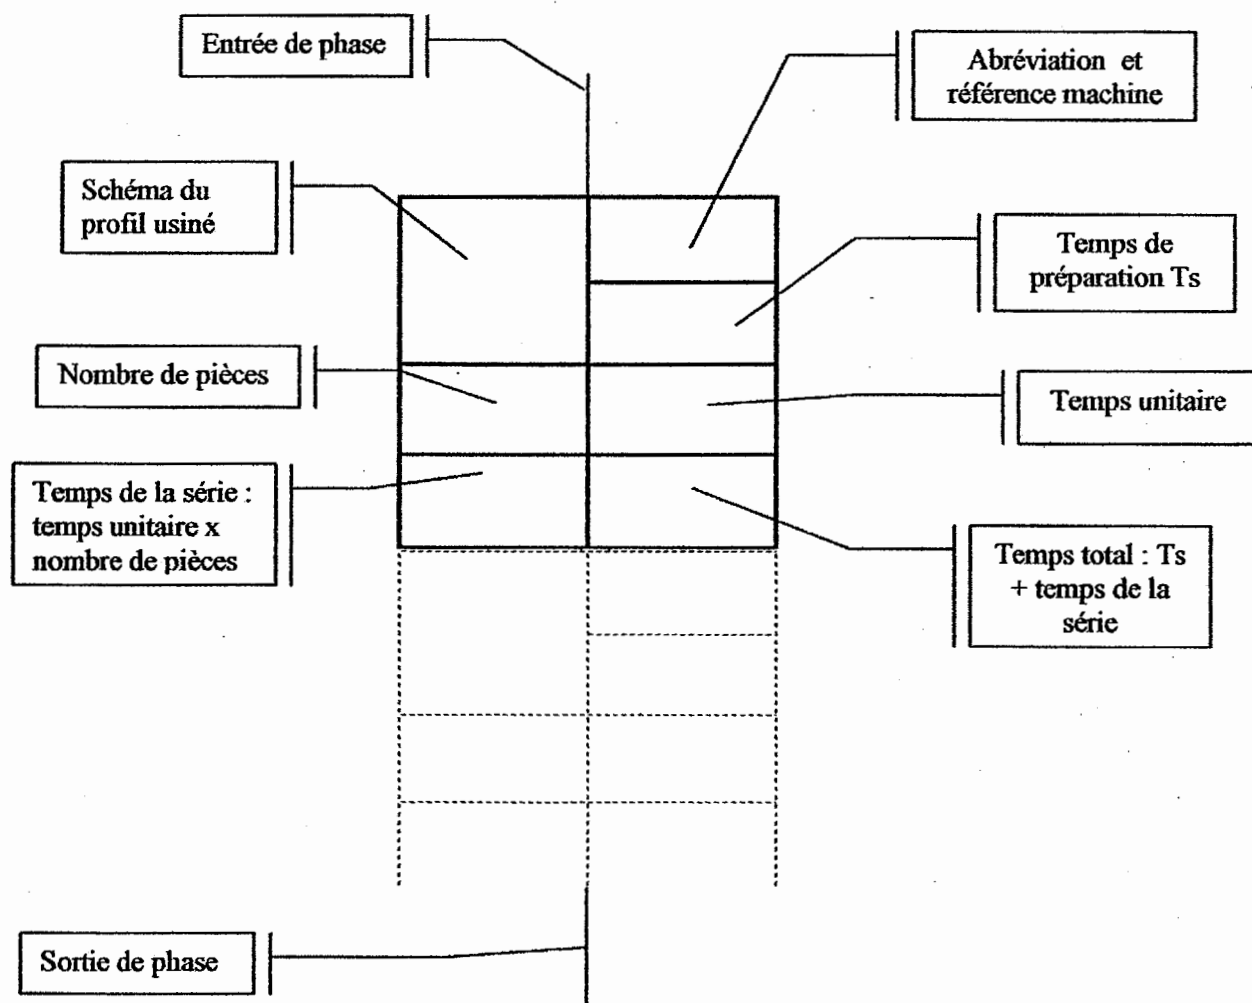 Entrée de phase
Abréviation et
référence machine
Schéma du
profil usiné
Temps de
préparation Ts
Nombre de pièces
Temps unitaire
Temps de la série :
temps unitaire x
nombre de pièces
Temps total : Ts
+ temps de la
série
Sortie de phase